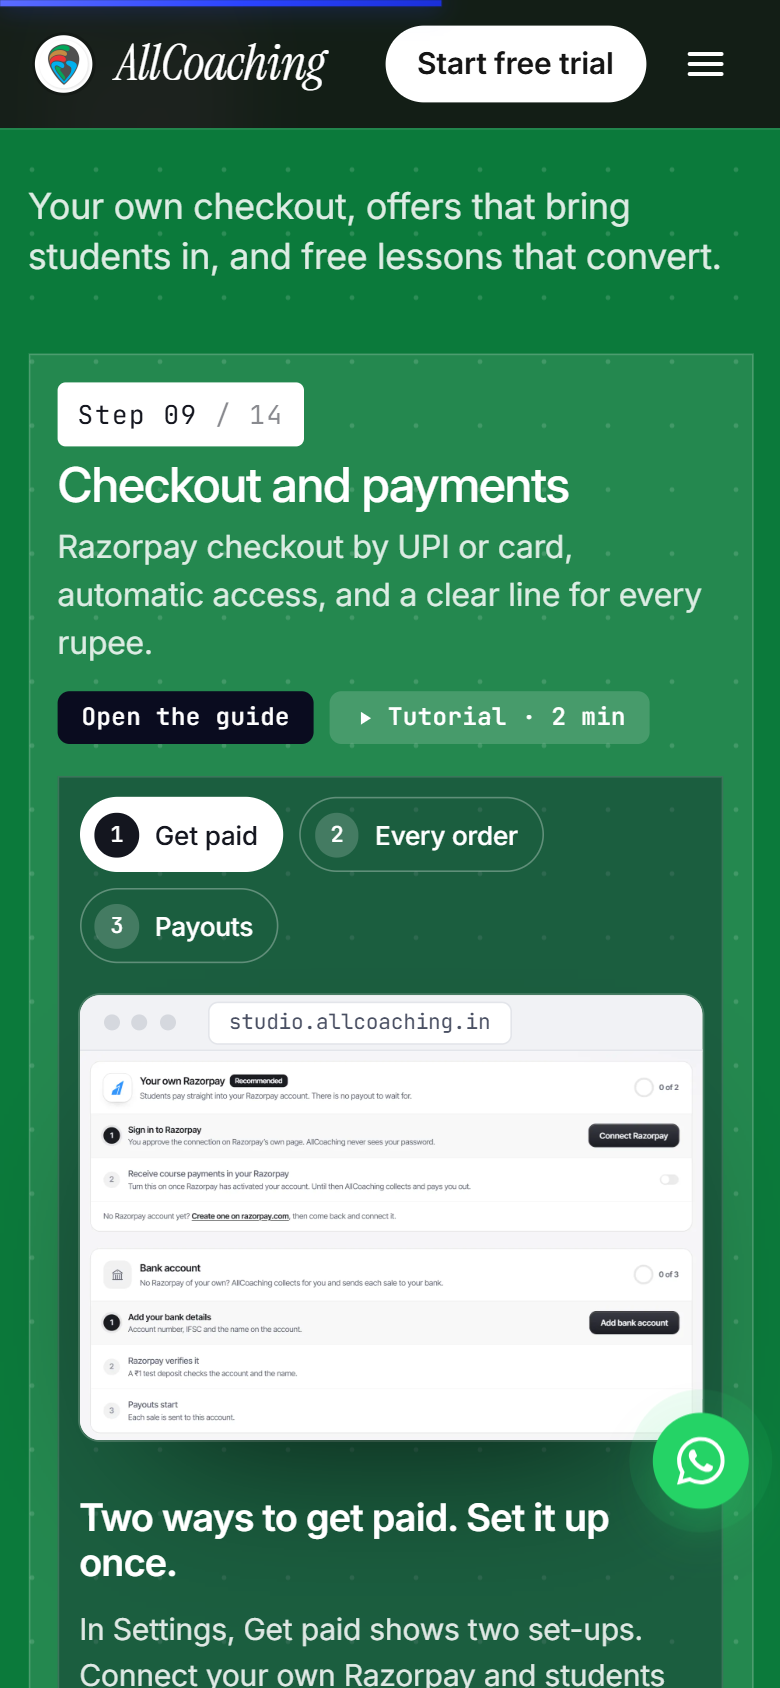 AllCoaching
Start free trial
Your own checkout, offers that bring
students in, and free lessons that convert.
Step 09 / 14
Checkout and payments
Razorpay checkout by UPI or card,
automatic access, and a clear line for every
rupee.
Open the guide
Tutorial · 2 min
1 Get paid
2 Every order
3 Payouts
studio.allcoaching.in
Your own Razorpay Recommended
Students pay straight into your Razorpay account. There is no payout to wait for.
0 of 2
1 Sign in to Razorpay
You approve the connection on Razorpay's own page. AllCoaching never sees your password.
Connect Razorpay
2 Receive course payments in your Razorpay
Turn this on once Razorpay has activated your account. Until then AllCoaching collects and pays you out.
No Razorpay account yet? Create one on razorpay.com, then come back and connect it.
Bank account
No Razorpay of your own? AllCoaching collects for you and sends each sale to your bank.
0 of 3
1 Add your bank details
Account number, IFSC and the name on the account.
Add bank account
2 Razorpay verifies it
A ₹1 test deposit checks the account and the name.
3 Payouts start
Each sale is sent to this account.
Two ways to get paid. Set it up
once.
In Settings, Get paid shows two set-ups.
Connect your own Razorpay and students